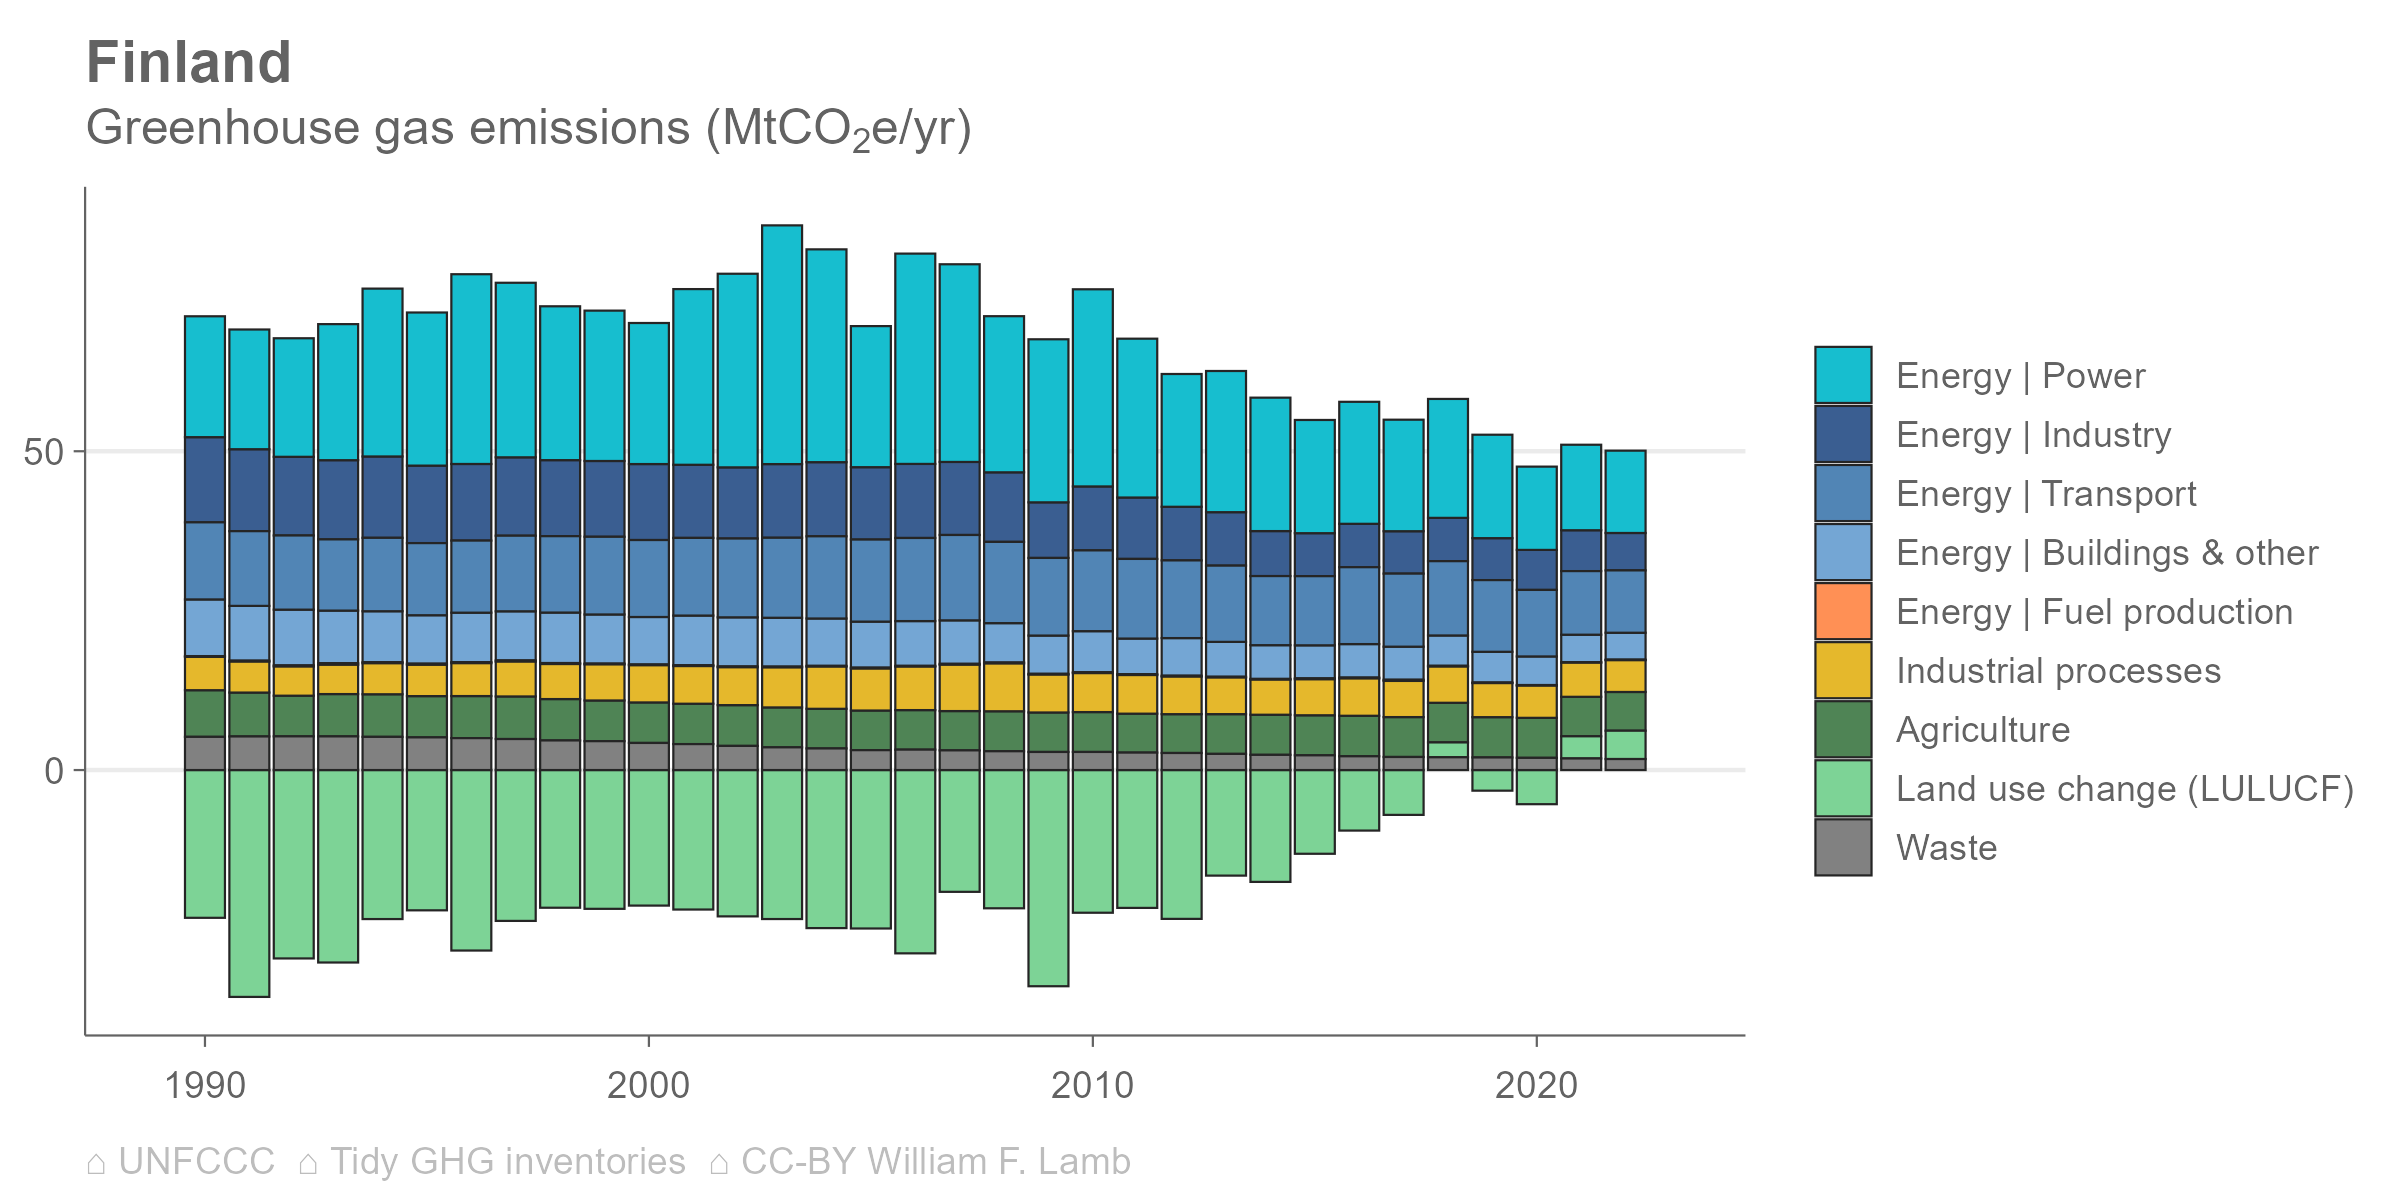 Finland
Greenhouse gas emissions (MtCO₂e/yr)
50
0
1990 2000 2010 2020
Energy | Power
Energy | Industry
Energy | Transport
Energy | Buildings & other
Energy | Fuel production
Industrial processes
Agriculture
Land use change (LULUCF)
Waste
⌂ UNFCCC ⌂ Tidy GHG inventories ⌂ CC-BY William F. Lamb